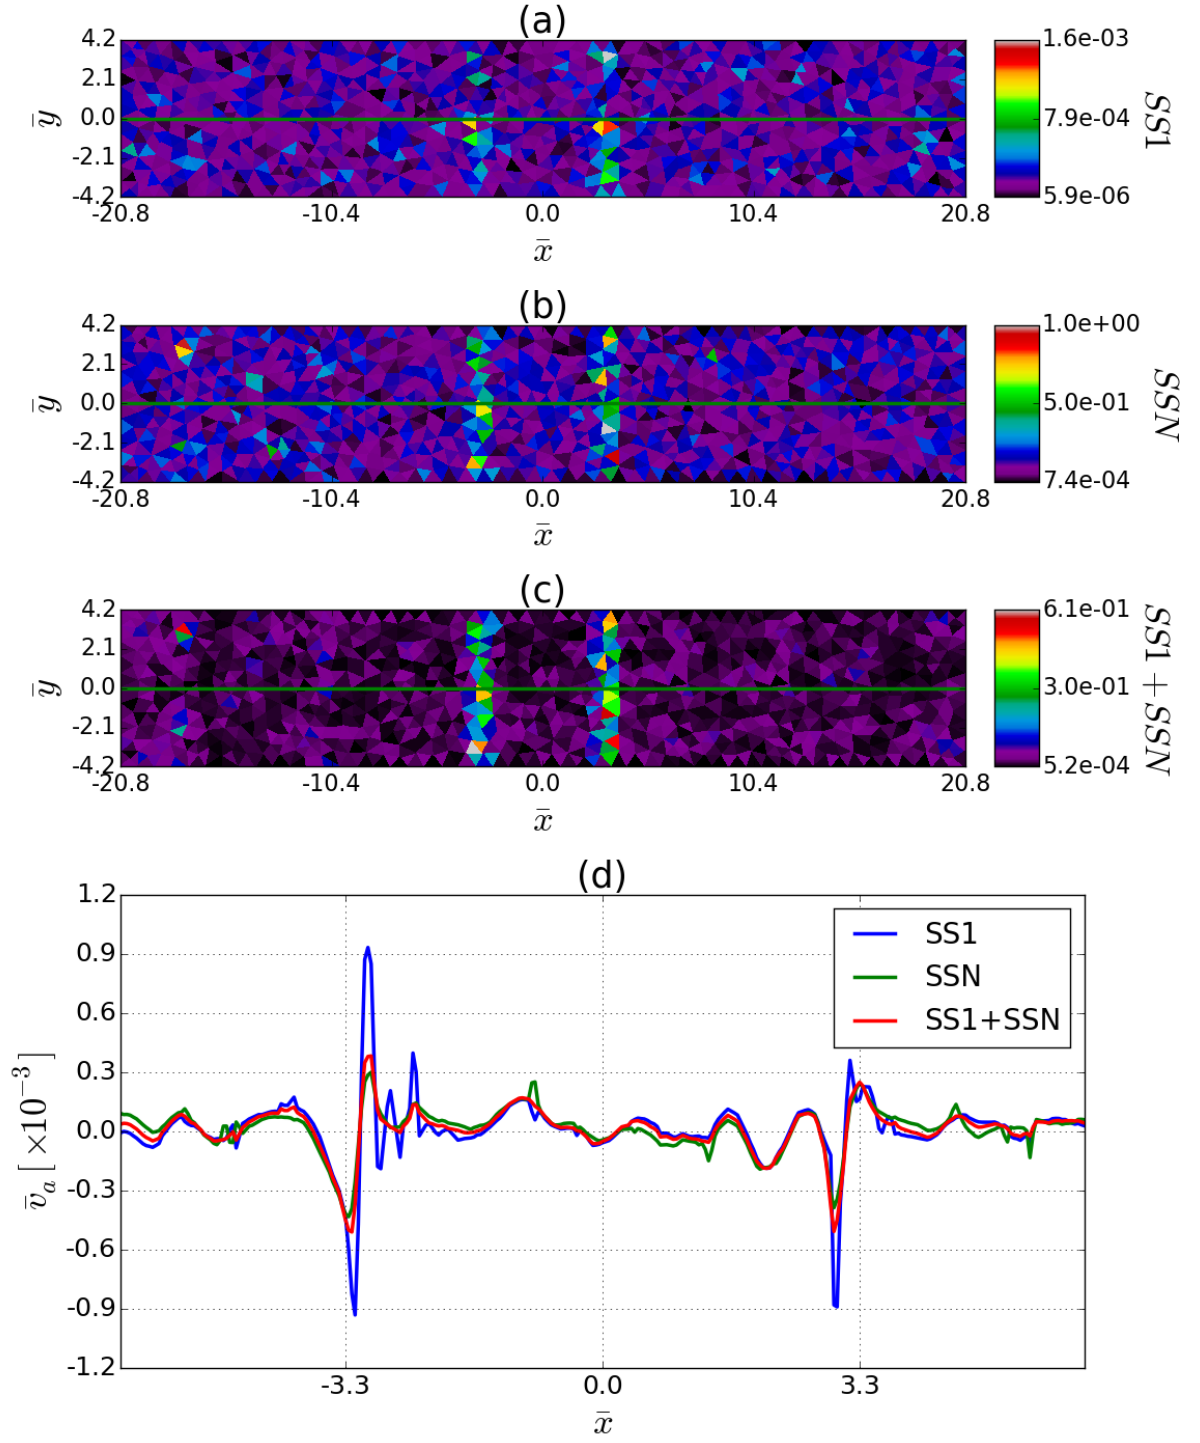 (a)
4.2
2.1
0.0
-2.1
-4.2
ȳ
-20.8 -10.4 0.0 10.4 20.8
x̄
1.6e-03
7.9e-04
5.9e-06
SS1
(b)
4.2
2.1
0.0
-2.1
-4.2
ȳ
-20.8 -10.4 0.0 10.4 20.8
x̄
1.0e+00
5.0e-01
7.4e-04
SSN
(c)
4.2
2.1
0.0
-2.1
-4.2
ȳ
-20.8 -10.4 0.0 10.4 20.8
x̄
6.1e-01
3.0e-01
5.2e-04
SS1 + SSN
(d)
1.2
0.9
0.6
0.3
0.0
-0.3
-0.6
-0.9
-1.2
v̄ₐ [ ×10⁻³ ]
SS1
SSN
SS1+SSN
-3.3 0.0 3.3
x̄